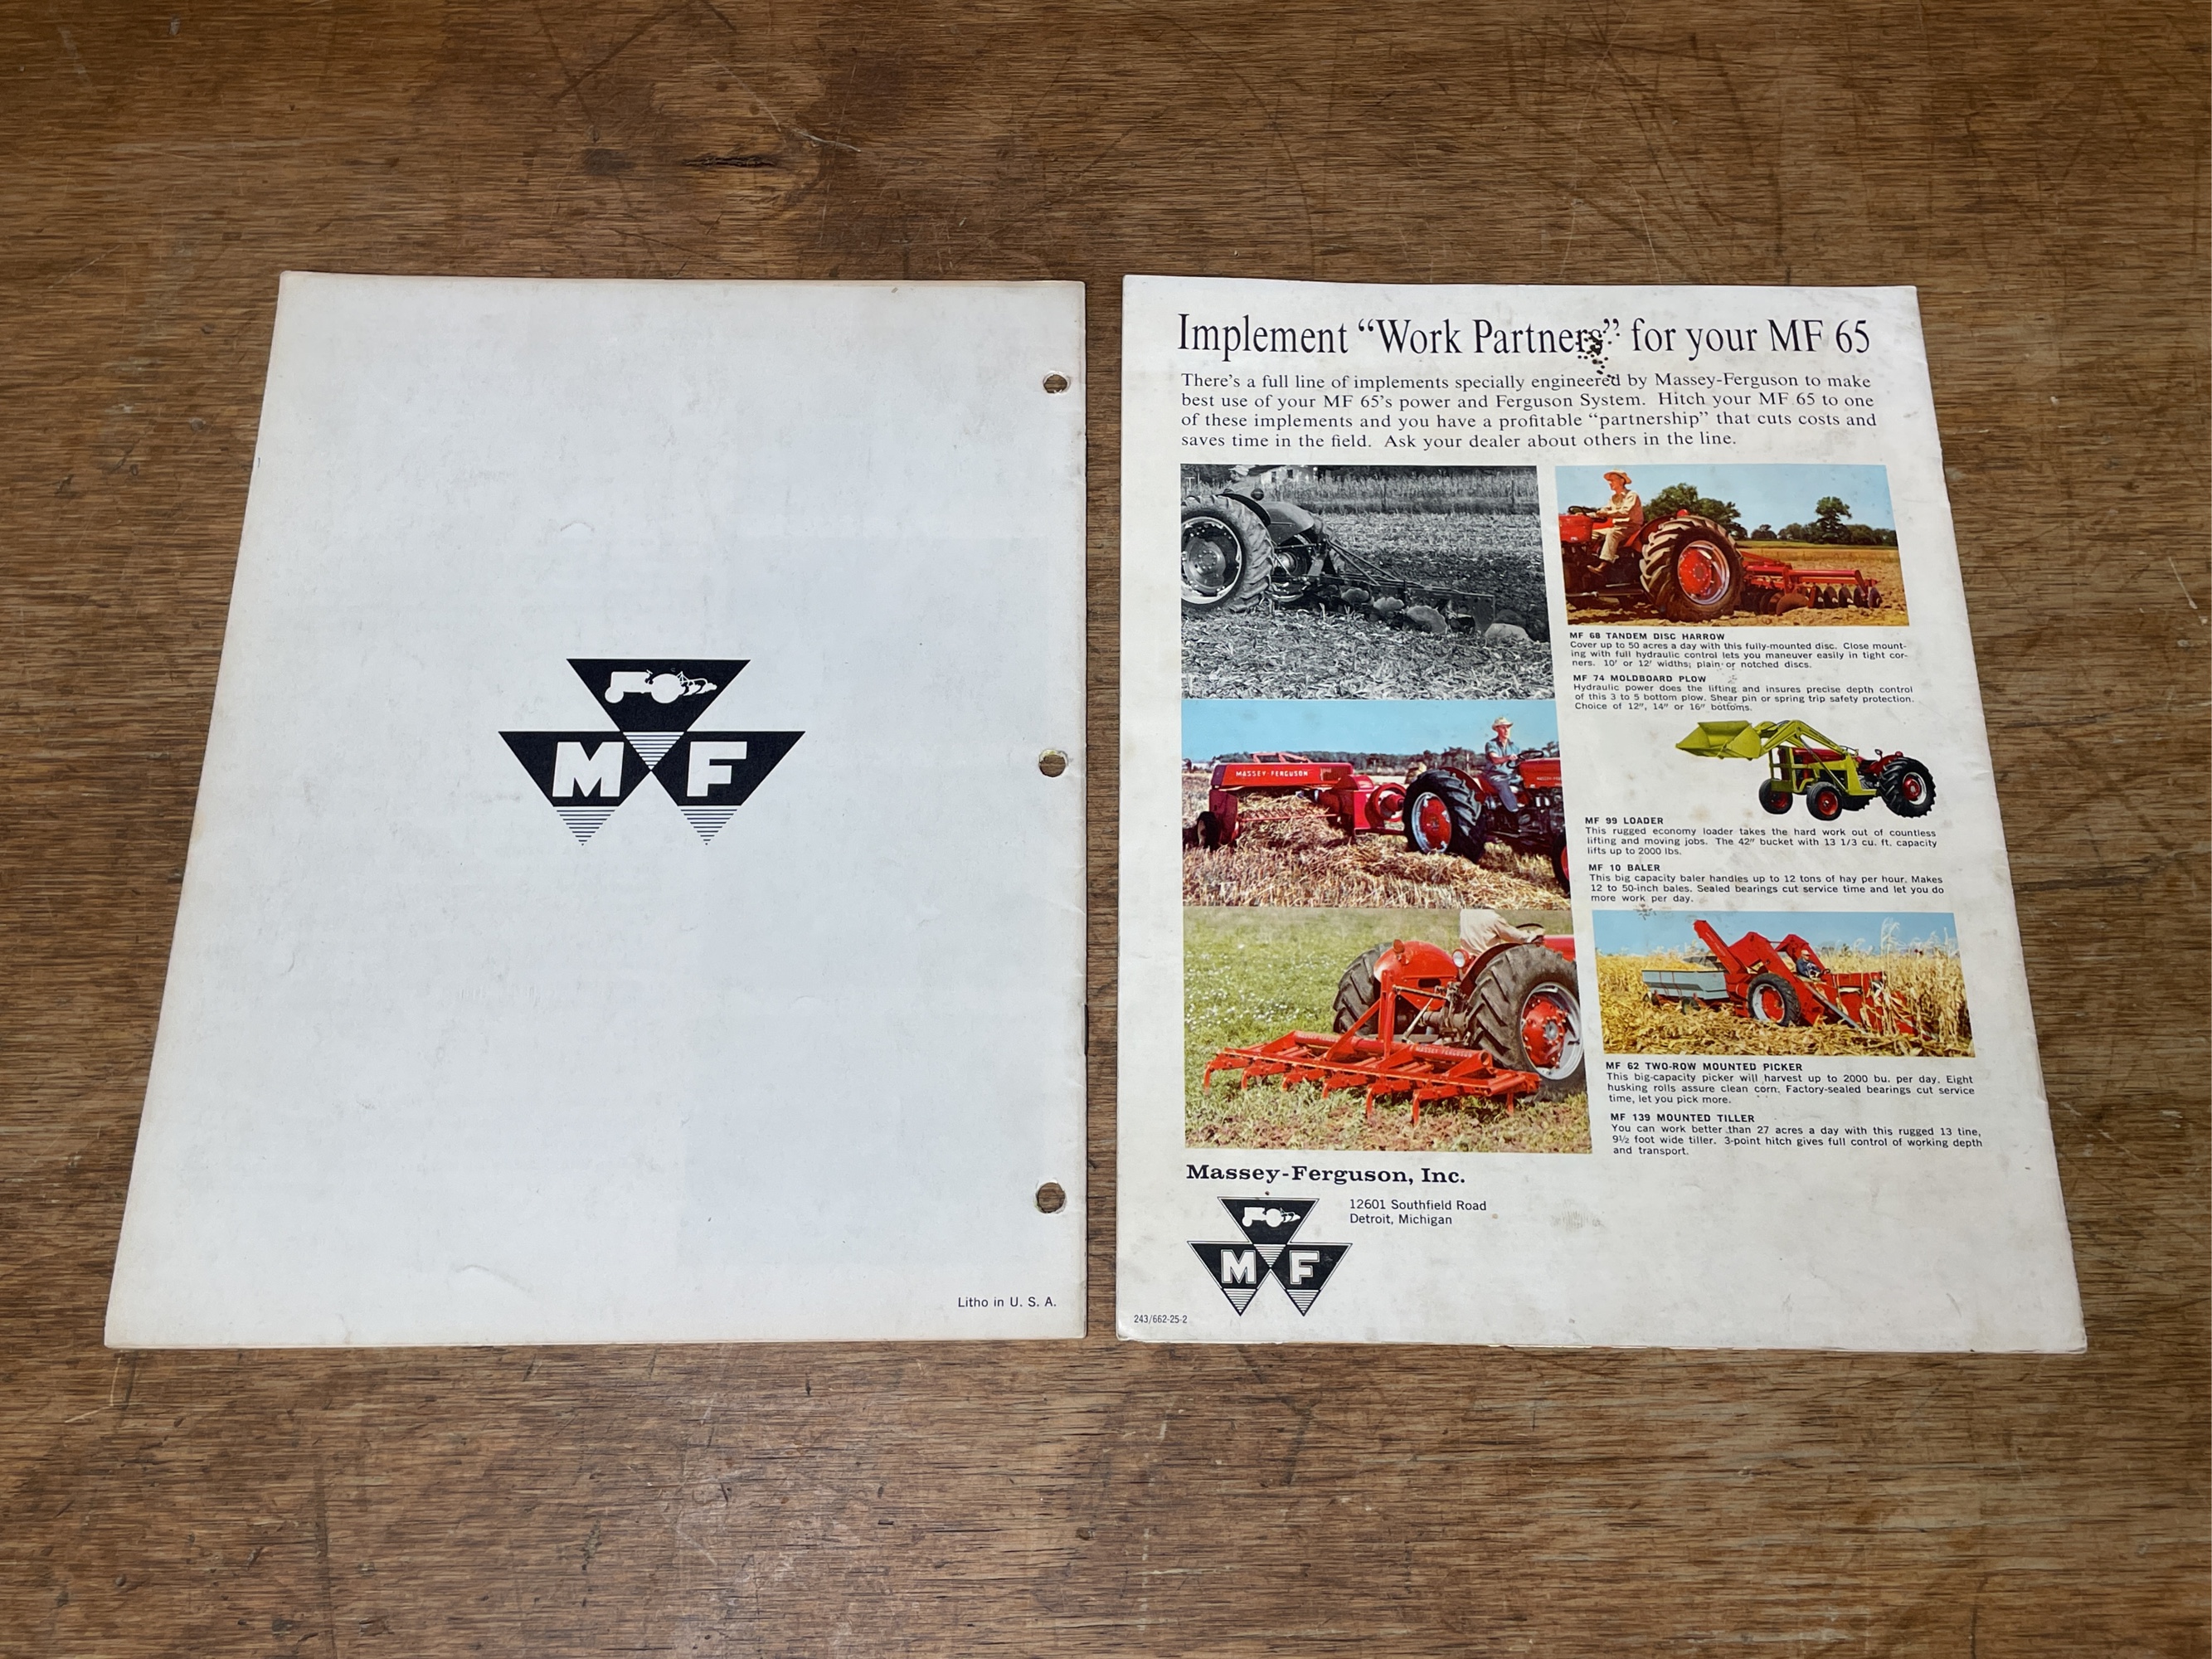 M F
Litho in U. S. A.
Implement “Work Partners” for your MF 65
There's a full line of implements specially engineered by Massey-Ferguson to make
best use of your MF 65's power and Ferguson System. Hitch your MF 65 to one
of these implements and you have a profitable “partnership” that cuts costs and
saves time in the field. Ask your dealer about others in the line.
MF 68 TANDEM DISC HARROW
Cover up to 50 acres a day with this fully-mounted disc. Close mount-
ing with full hydraulic control lets you maneuver easily in tight cor-
ners. 10' or 12' widths; plain or notched discs.
MF 74 MOLDBOARD PLOW
Hydraulic power does the lifting and insures precise depth control
of this 3 to 5 bottom plow. Shear pin or spring trip safety protection.
Choice of 12", 14" or 16" bottoms.
MASSEY-FERGUSON
MF 99 LOADER
This rugged economy loader takes the hard work out of countless
lifting and moving jobs. The 42" bucket with 13 1/3 cu. ft. capacity
lifts up to 2000 lbs.
MF 10 BALER
This big capacity baler handles up to 12 tons of hay per hour. Makes
12 to 50-inch bales. Sealed bearings cut service time and let you do
more work per day.
MASSEY-FERGUSON
MF 62 TWO-ROW MOUNTED PICKER
This big-capacity picker will harvest up to 2000 bu. per day. Eight
husking rolls assure clean corn. Factory-sealed bearings cut service
time, let you pick more.
MF 139 MOUNTED TILLER
You can work better than 27 acres a day with this rugged 13 tine,
9½ foot wide tiller. 3-point hitch gives full control of working depth
and transport.
Massey-Ferguson, Inc.
12601 Southfield Road
Detroit, Michigan
M F
243/662-25-2